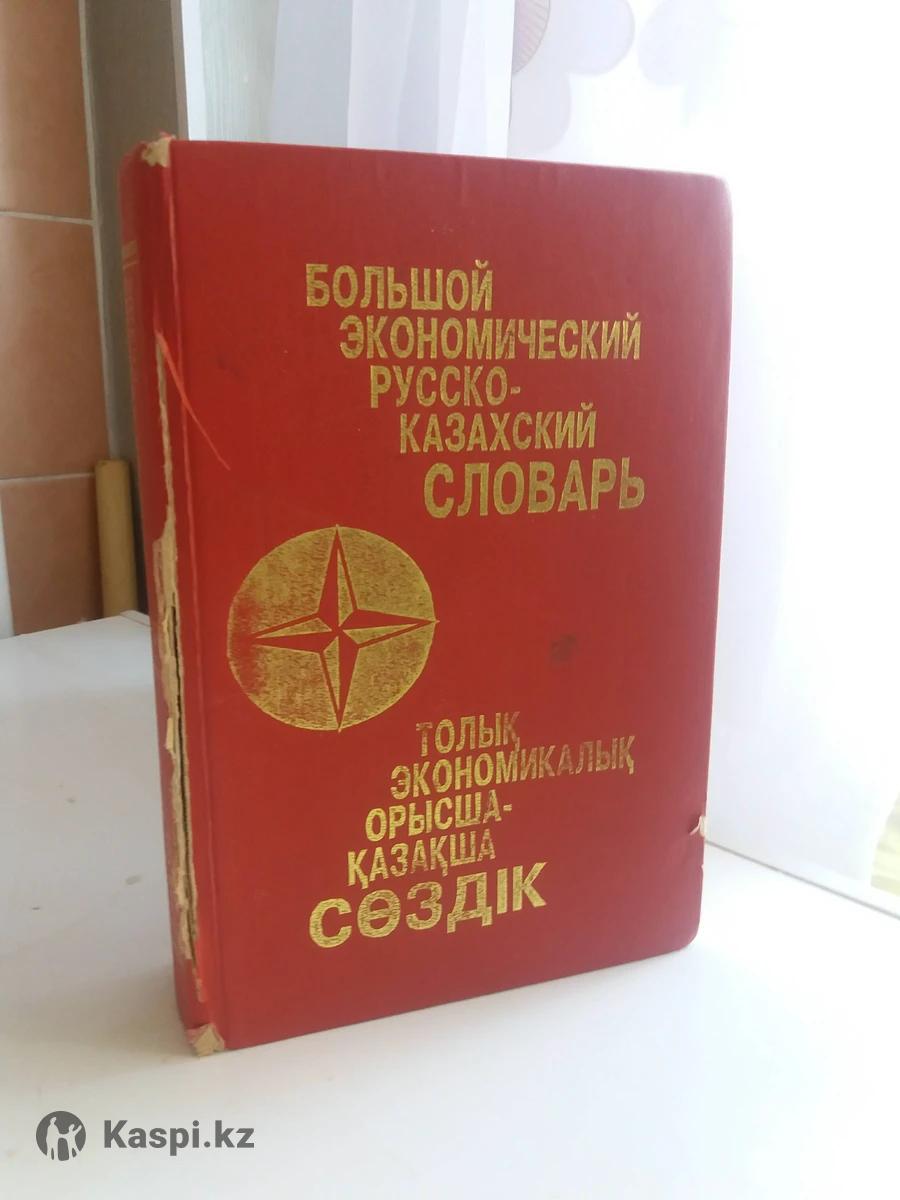 БОЛЬШОЙ
ЭКОНОМИЧЕСКИЙ
РУССКО-
КАЗАХСКИЙ
СЛОВАРЬ
ТОЛЫҚ
ЭКОНОМИКАЛЫҚ
ОРЫСША-
ҚАЗАҚША
СӨЗДІК
Kaspi.kz